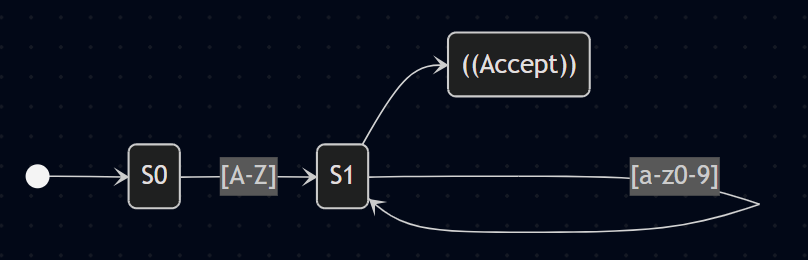 ((Accept))
S0
[A-Z]
S1
[a-z0-9]